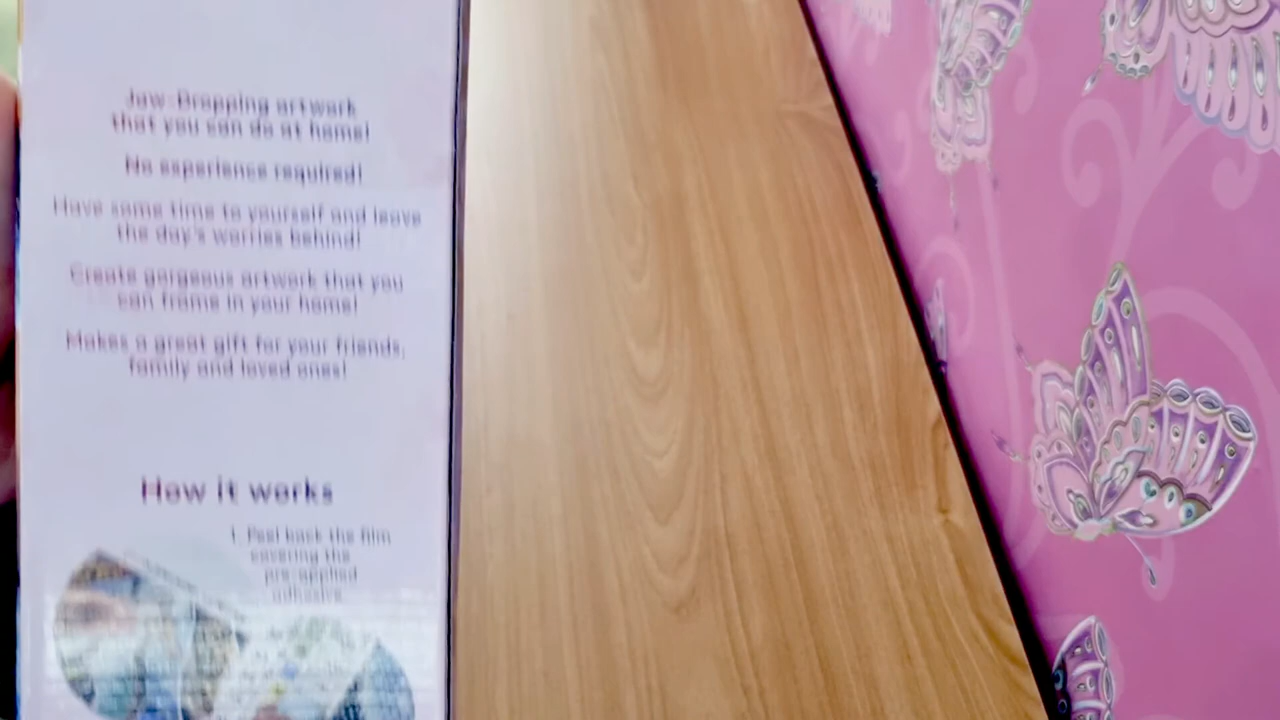 Jaw-Dropping artwork
that you can do at home!
No experience required!
Have some time to yourself and leave
the day's worries behind!
Create gorgeous artwork that you
can frame in your home!
Makes a great gift for your friends,
family and loved ones!
How it works
1. Peel back the film
covering the
pre-applied
adhesive